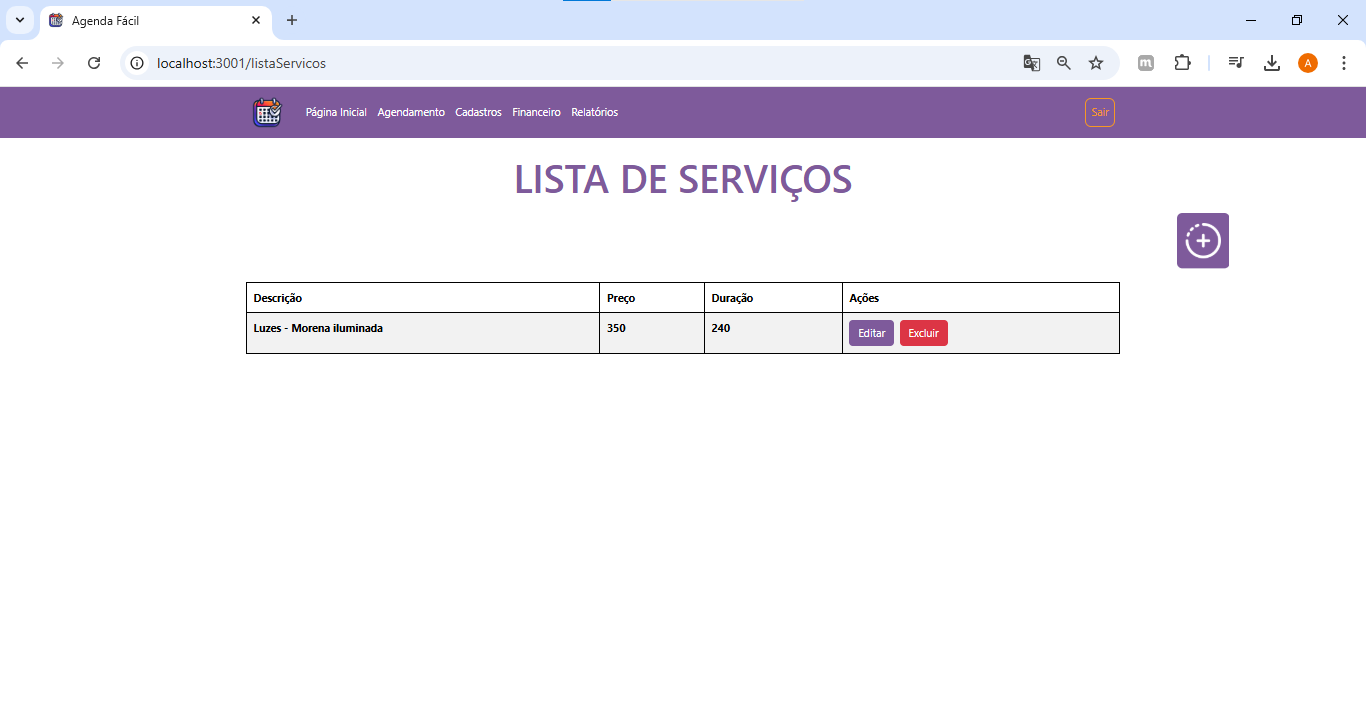 Agenda Fácil
localhost:3001/listaServicos
A
Página Inicial Agendamento Cadastros Financeiro Relatórios Sair
LISTA DE SERVIÇOS
Descrição Preço Duração Ações
Luzes - Morena iluminada 350 240 Editar Excluir